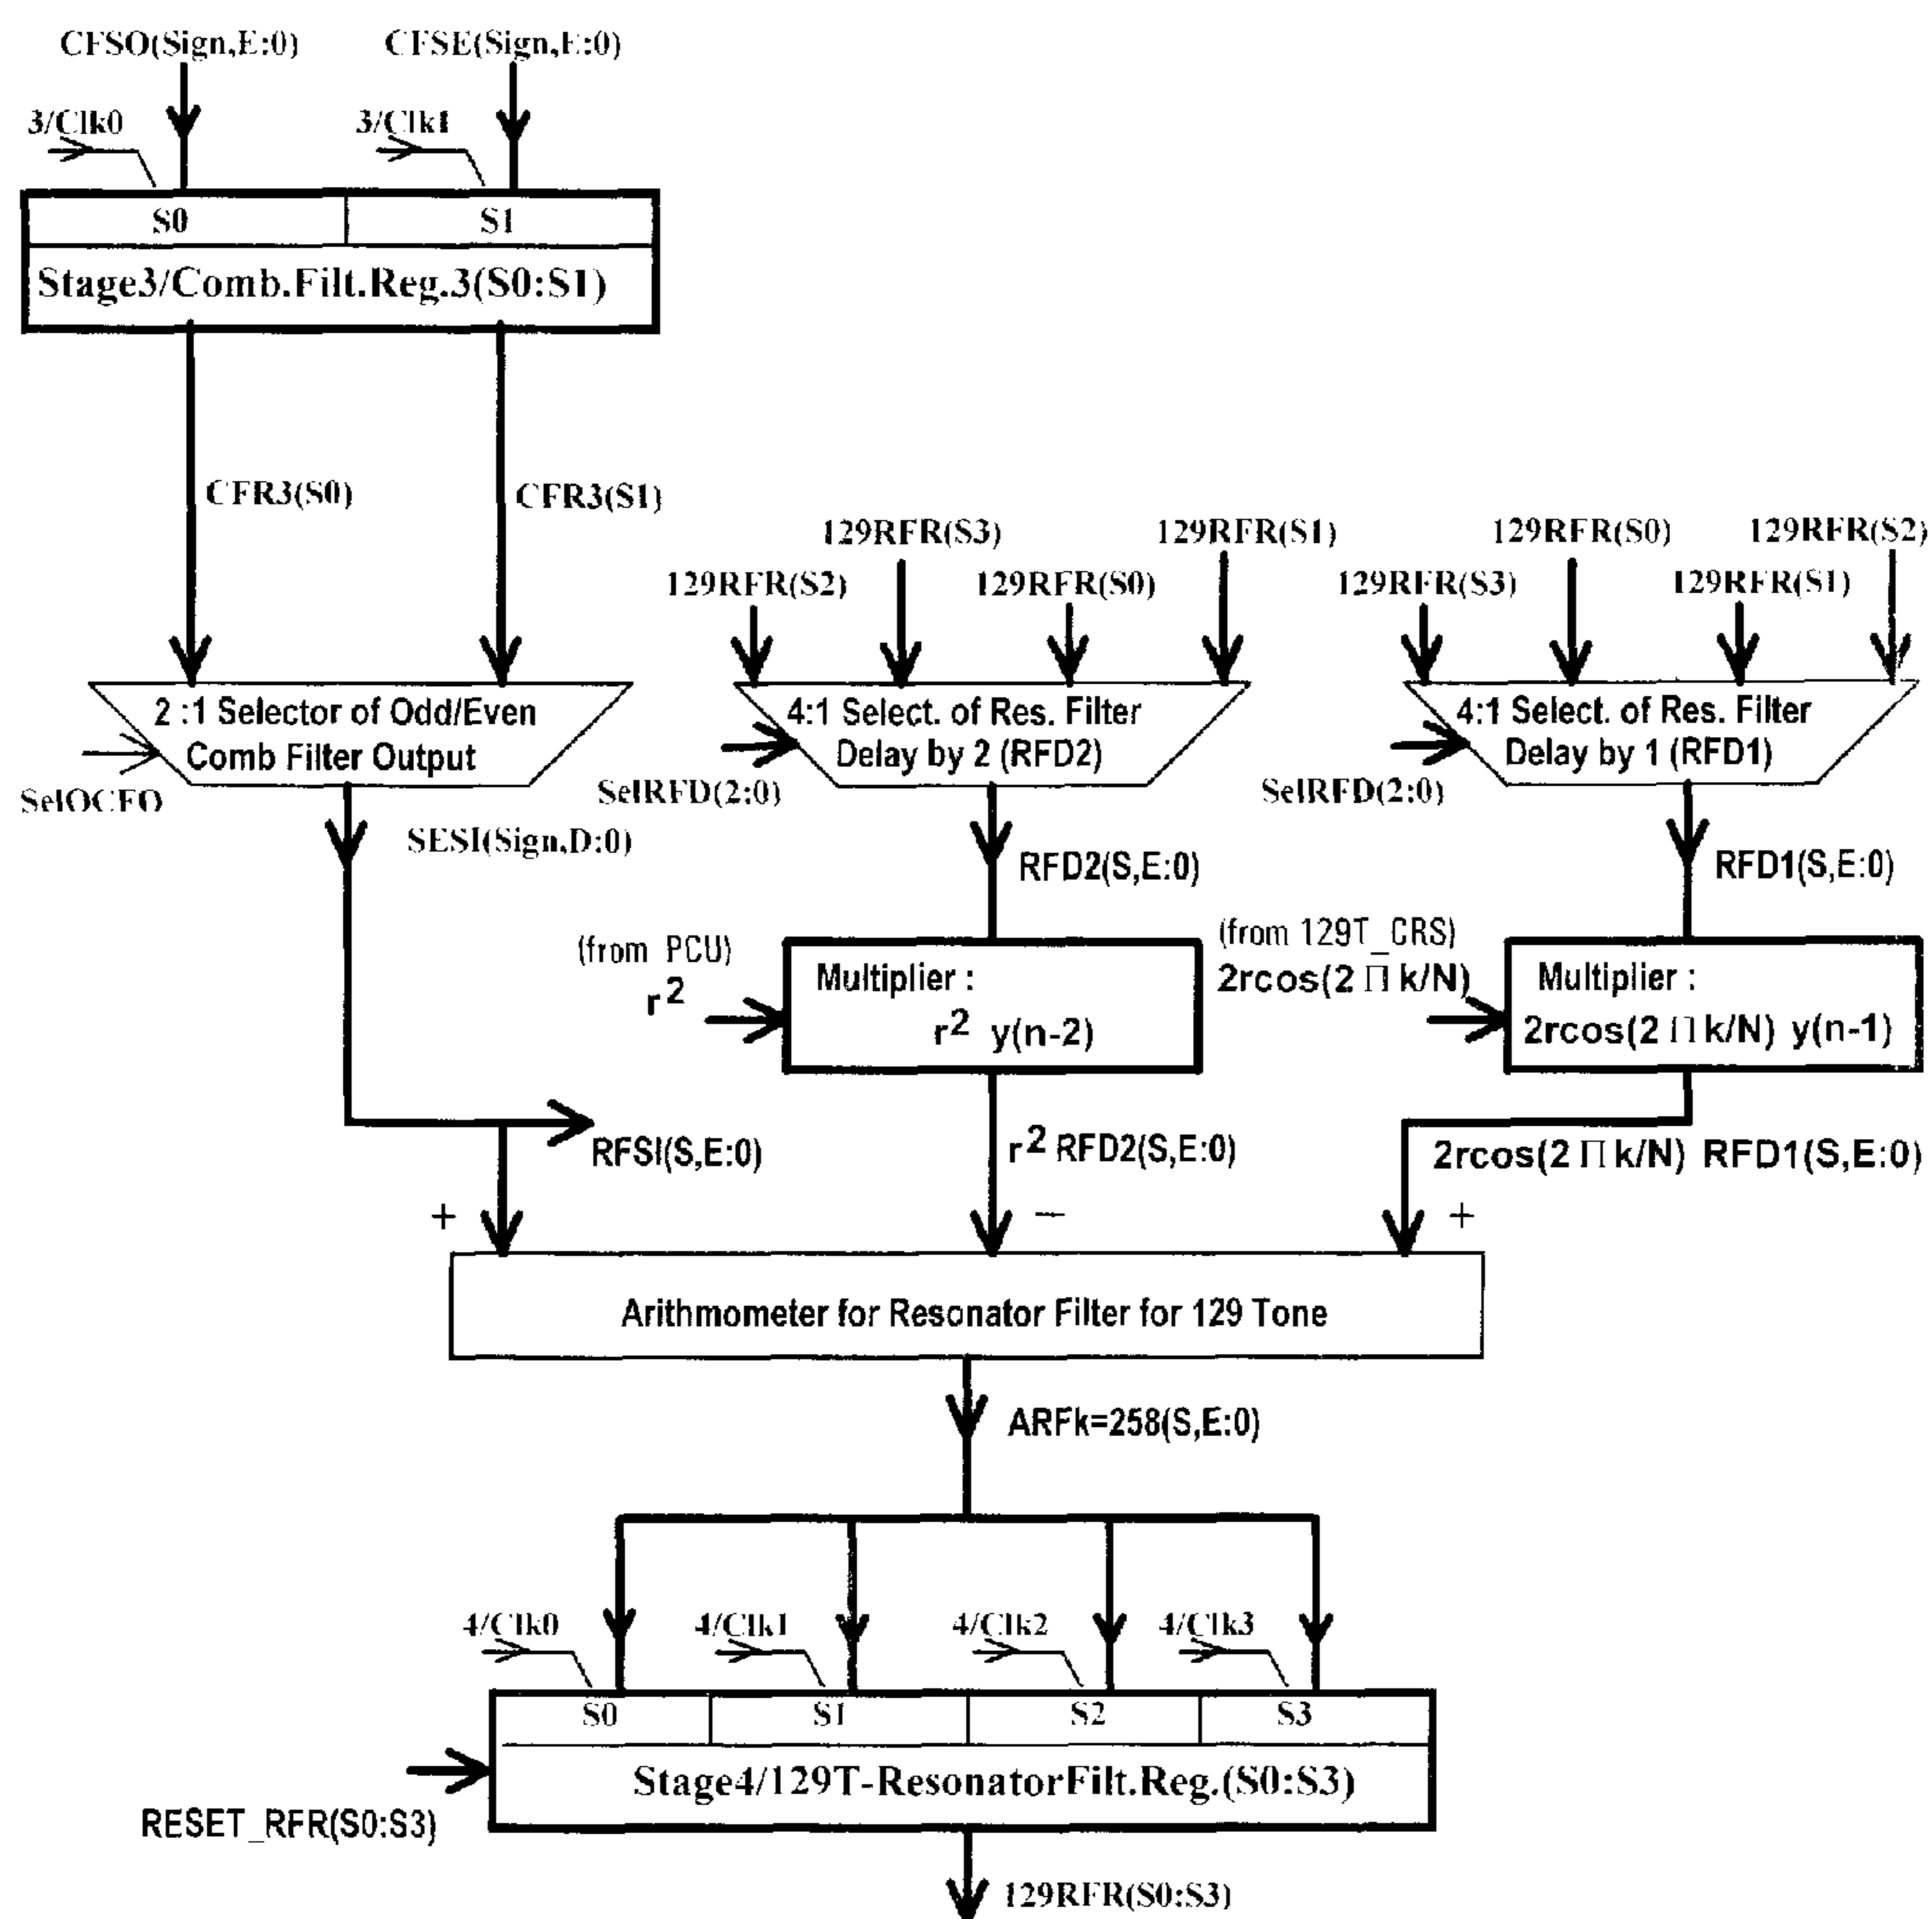 CFSO(Sign,E:0)
CFSE(Sign,E:0)
3/Clk0
3/Clk1
S0
S1
Stage3/Comb.Filt.Reg.3(S0:S1)
CFR3(S0)
CFR3(S1)
129RFR(S3)
129RFR(S1)
129RFR(S0)
129RFR(S2)
129RFR(S2)
129RFR(S0)
129RFR(S3)
129RFR(S1)
2 :1 Selector of Odd/Even
Comb Filter Output
4:1 Select. of Res. Filter
Delay by 2 (RFD2)
4:1 Select. of Res. Filter
Delay by 1 (RFD1)
SelOCFO
SelRFD(2:0)
SelRFD(2:0)
SESI(Sign,D:0)
RFD2(S,E:0)
RFD1(S,E:0)
(from PCU)
r²
Multiplier :
r² y(n-2)
(from 129T_CRS)
2rcos(2 Π k/N)
Multiplier :
2rcos(2 Π k/N) y(n-1)
RFSI(S,E:0)
r² RFD2(S,E:0)
2rcos(2 Π k/N) RFD1(S,E:0)
+
−
+
Arithmometer for Resonator Filter for 129 Tone
ARFk=258(S,E:0)
4/Clk0
4/Clk1
4/Clk2
4/Clk3
S0
S1
S2
S3
Stage4/129T-ResonatorFilt.Reg.(S0:S3)
RESET_RFR(S0:S3)
129RFR(S0:S3)